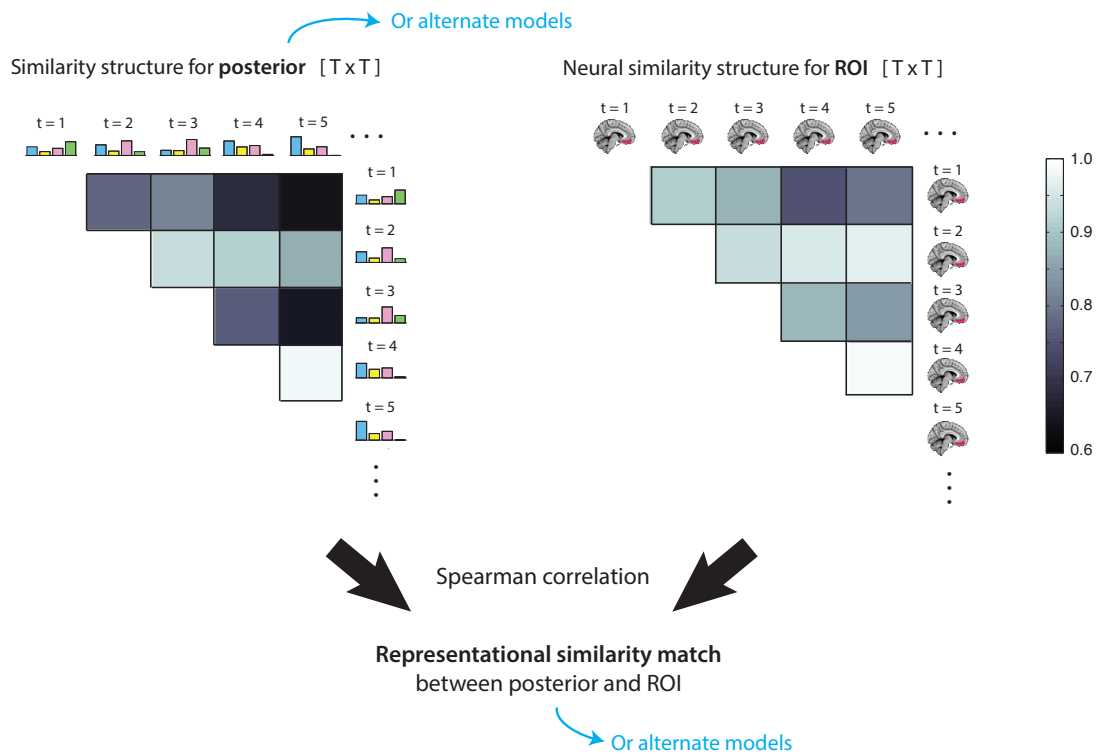 Or alternate models
Similarity structure for posterior [ T x T ]
Neural similarity structure for ROI [ T x T ]
t = 1 t = 2 t = 3 t = 4 t = 5 . . .
t = 1
t = 2
t = 3
t = 4
t = 5
t = 1 t = 2 t = 3 t = 4 t = 5 . . .
t = 1
t = 2
t = 3
t = 4
t = 5
1.0
0.9
0.8
0.7
0.6
Spearman correlation
Representational similarity match
between posterior and ROI
Or alternate models